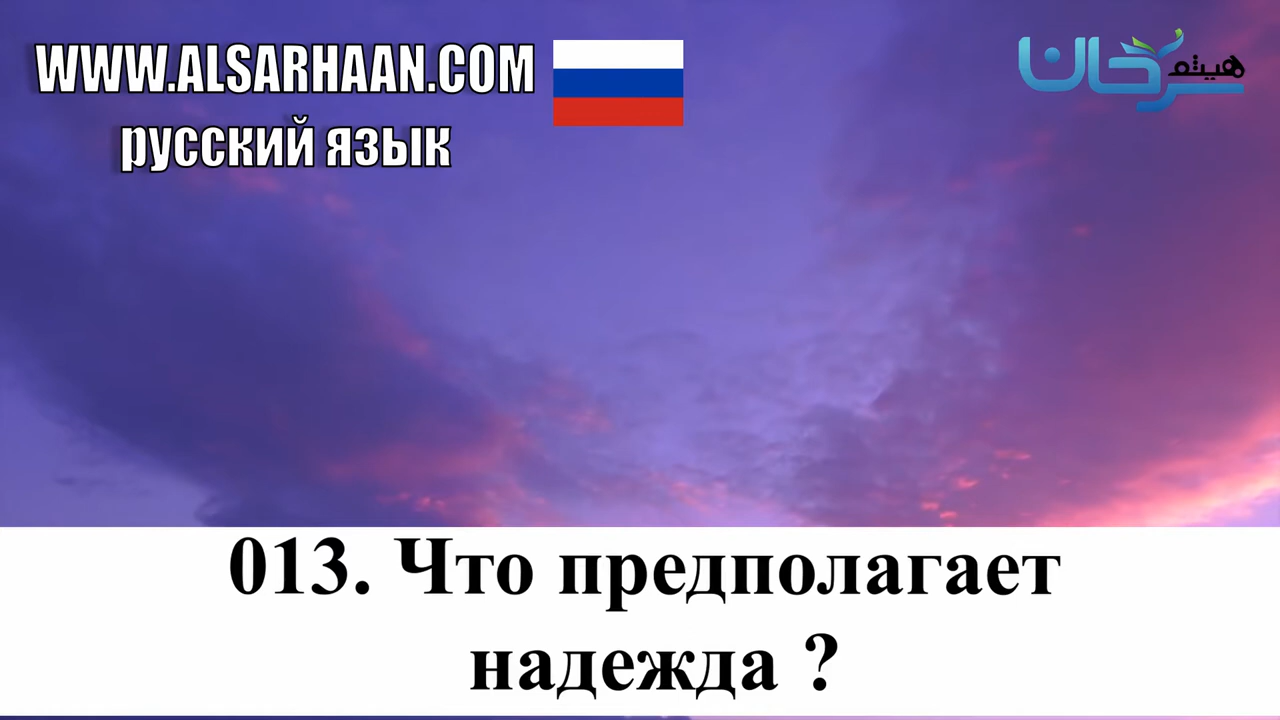 WWW.ALSARHAAN.COM
русский язык
هيثم
سرحان
013. Что предполагает
надежда ?